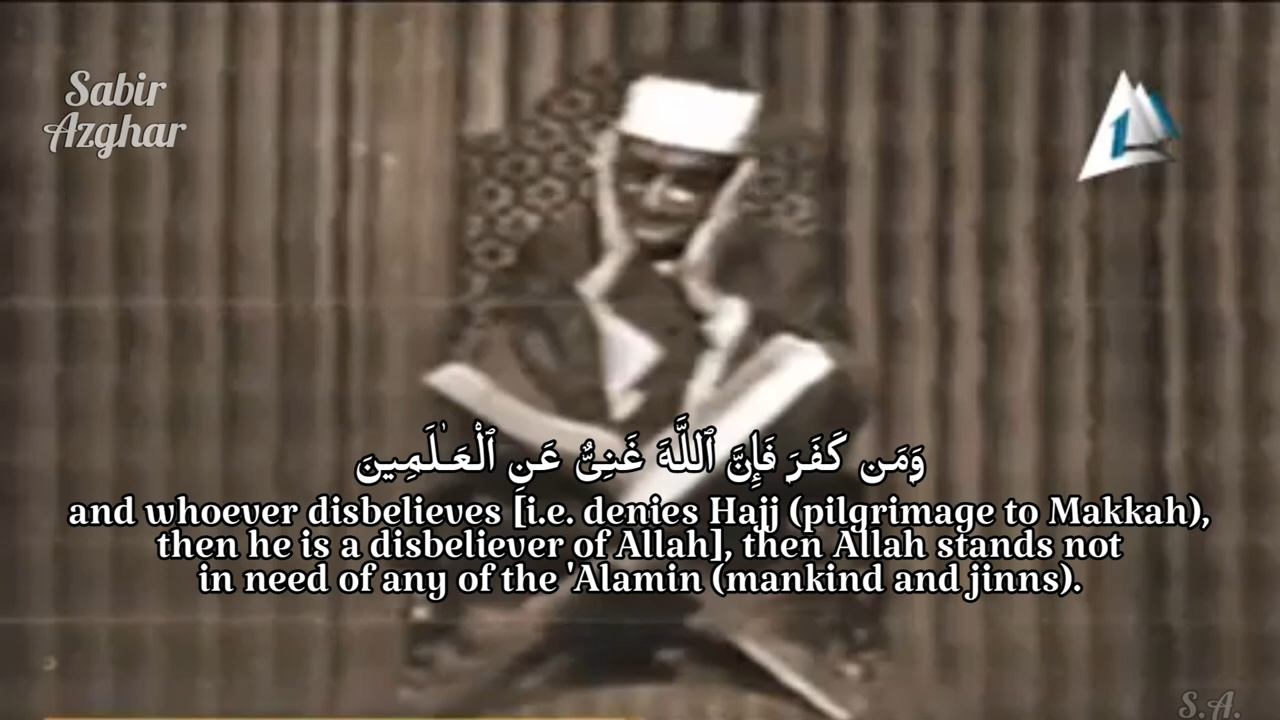 Sabir
Azghar
وَمَن كَفَرَ فَإِنَّ ٱللَّهَ غَنِىٌّ عَنِ ٱلْعَـٰلَمِينَ
and whoever disbelieves [i.e. denies Hajj (pilgrimage to Makkah),
then he is a disbeliever of Allah], then Allah stands not
in need of any of the 'Alamin (mankind and jinns).
S.A.